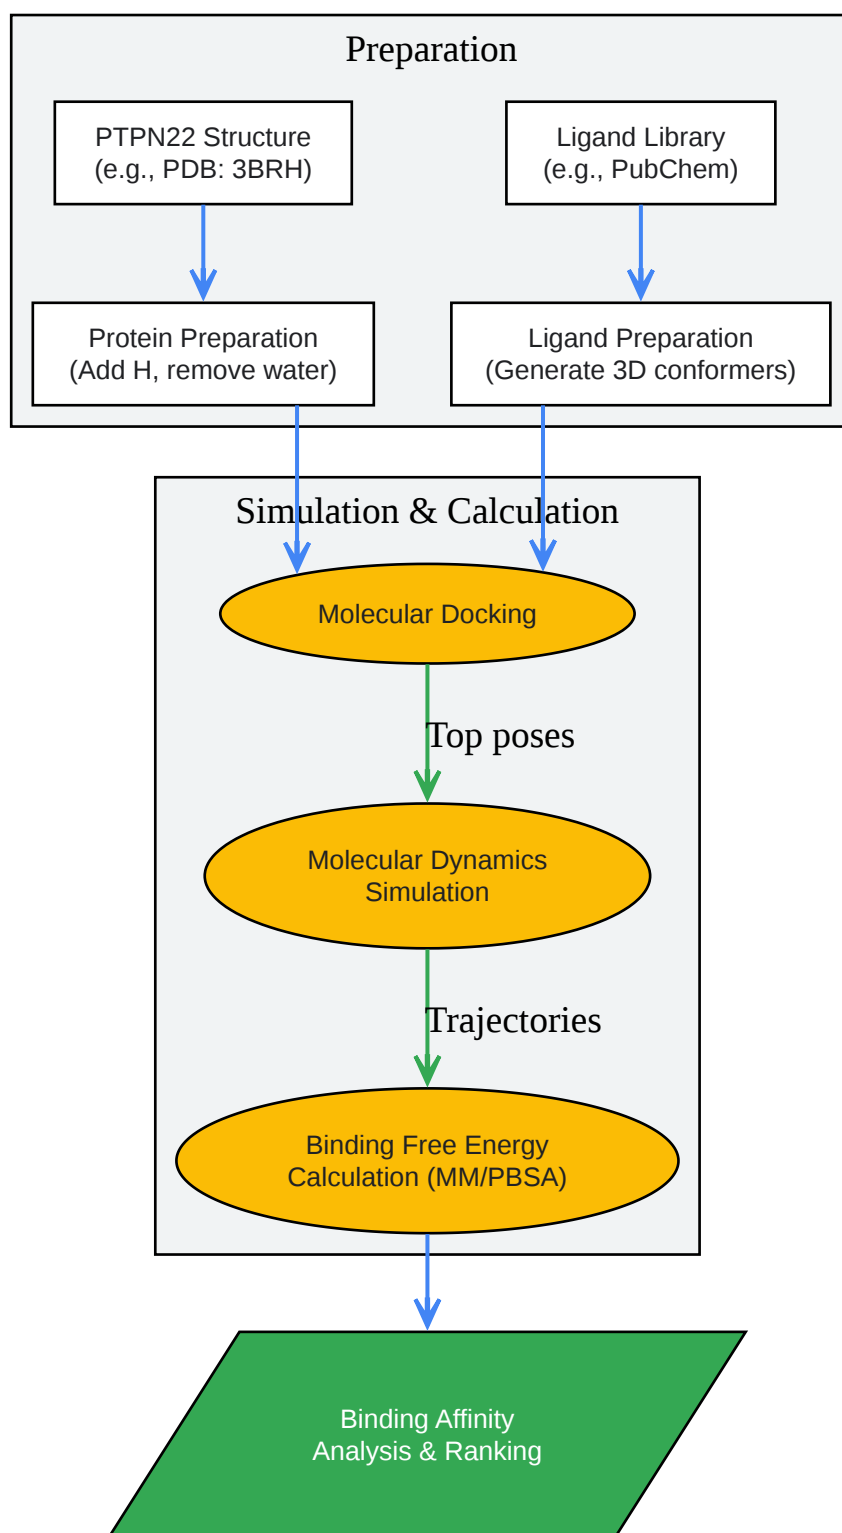 Preparation
PTPN22 Structure
(e.g., PDB: 3BRH)
Ligand Library
(e.g., PubChem)
Protein Preparation
(Add H, remove water)
Ligand Preparation
(Generate 3D conformers)
Simulation & Calculation
Molecular Docking
Top poses
Molecular Dynamics
Simulation
Trajectories
Binding Free Energy
Calculation (MM/PBSA)
Binding Affinity
Analysis & Ranking